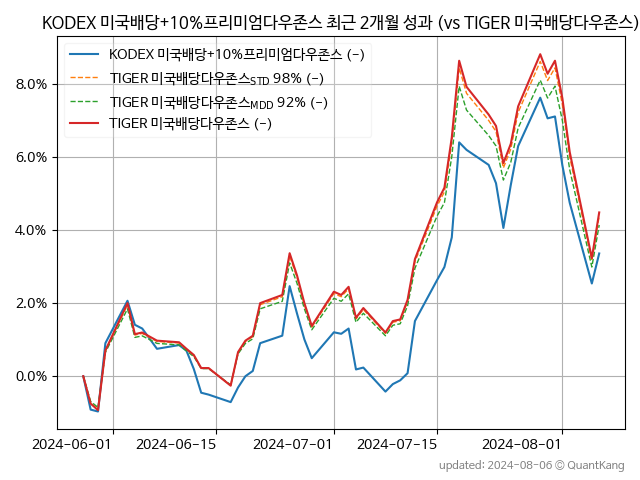 KODEX 미국배당+10%프리미엄다우존스 최근 2개월 성과 (vs TIGER 미국배당다우존스)
KODEX 미국배당+10%프리미엄다우존스 (-)
TIGER 미국배당다우존스STD 98% (-)
TIGER 미국배당다우존스MDD 92% (-)
TIGER 미국배당다우존스 (-)
8.0%
6.0%
4.0%
2.0%
0.0%
2024-06-01 2024-06-15 2024-07-01 2024-07-15 2024-08-01
updated: 2024-08-06 © QuantKang